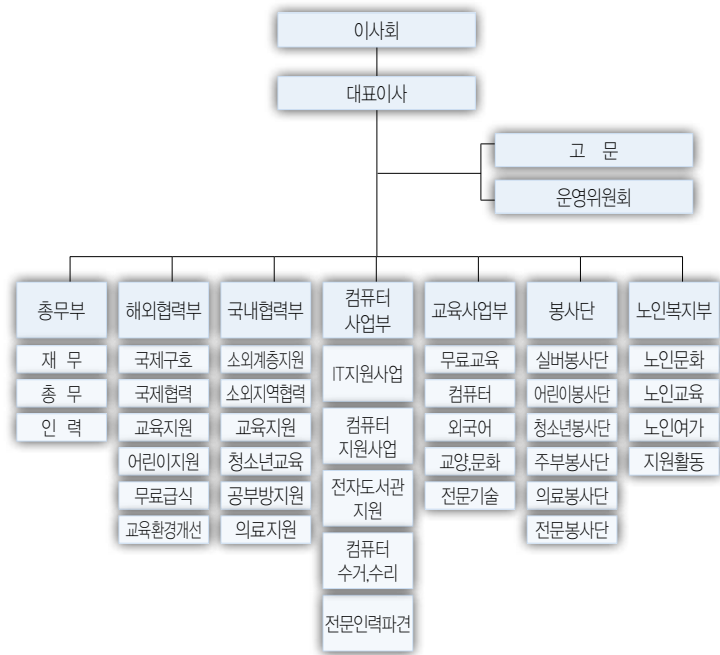 이사회
대표이사
고 문
운영위원회
총무부
재 무
총 무
인 력
해외협력부
국제구호
국제협력
교육지원
어린이지원
무료급식
교육환경개선
국내협력부
소외계층지원
소외지역협력
교육지원
청소년교육
공부방지원
의료지원
컴퓨터
사업부
IT지원사업
컴퓨터
지원사업
전자도서관
지원
컴퓨터
수거,수리
전문인력파견
교육사업부
무료교육
컴퓨터
외국어
교양,문화
전문기술
봉사단
실버봉사단
어린이봉사단
청소년봉사단
주부봉사단
의료봉사단
전문봉사단
노인복지부
노인문화
노인교육
노인여가
지원활동